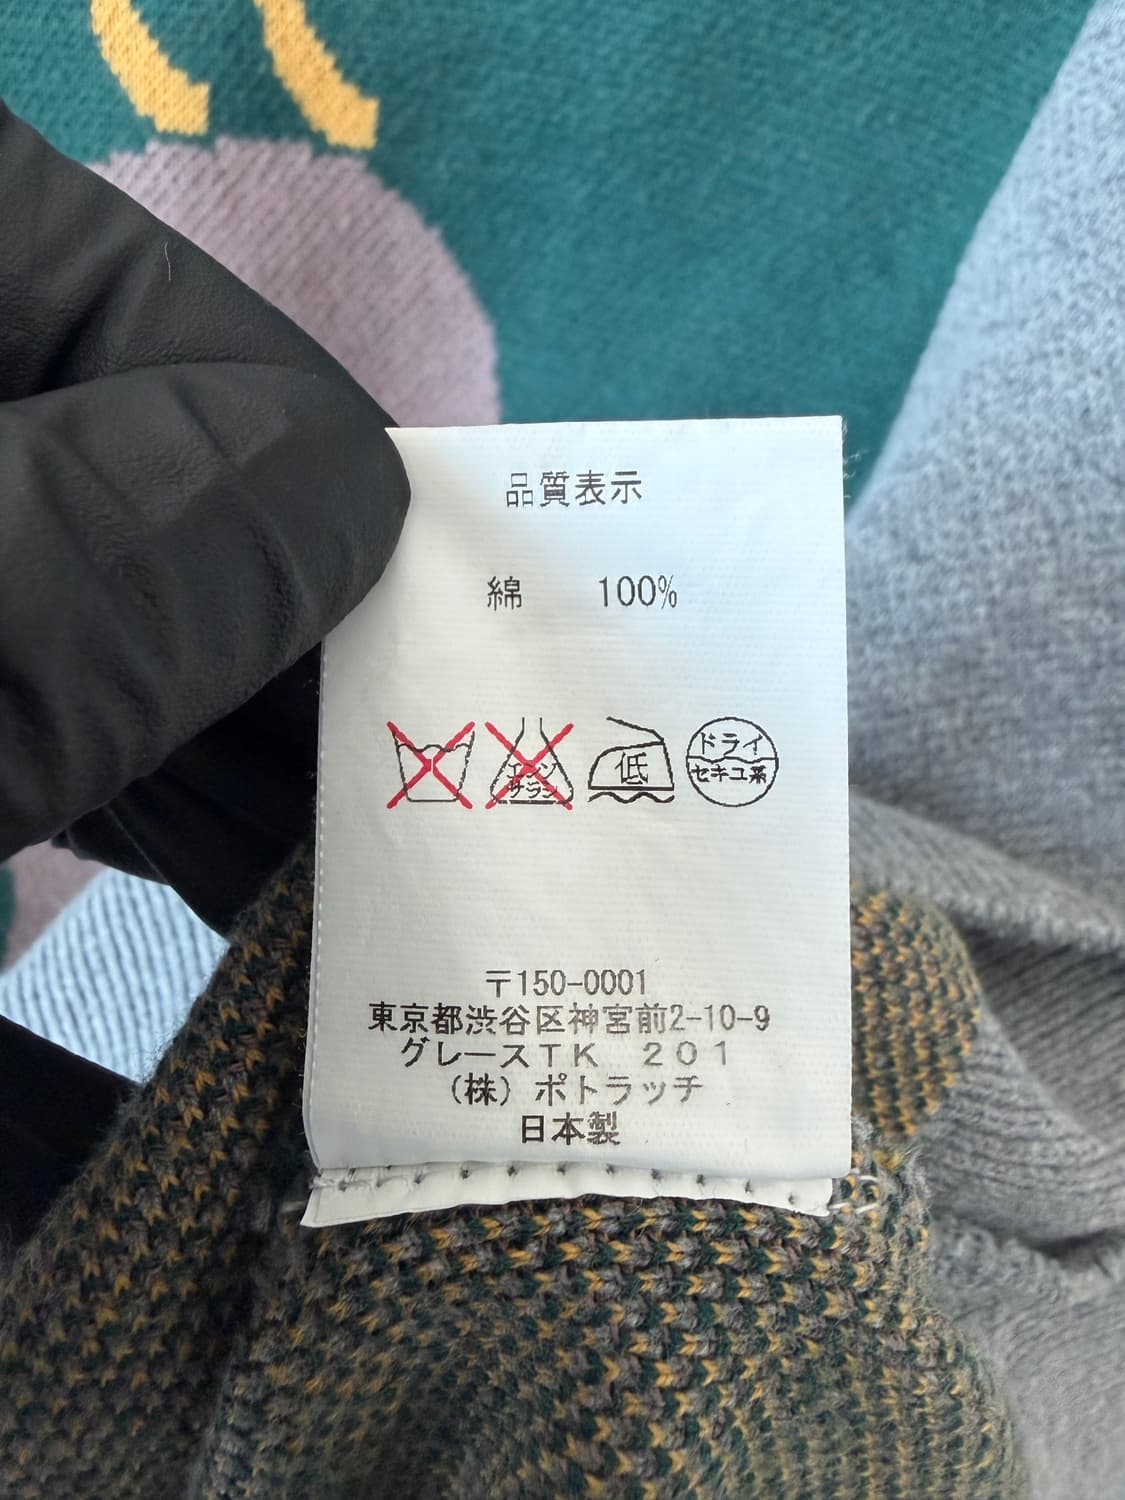 品質表示
綿 100%
エンソ
サラシ
低
ドライ
セキユ系
〒150-0001
東京都渋谷区神宮前2-10-9
グレースTK 201
(株) ポトラッチ
日本製